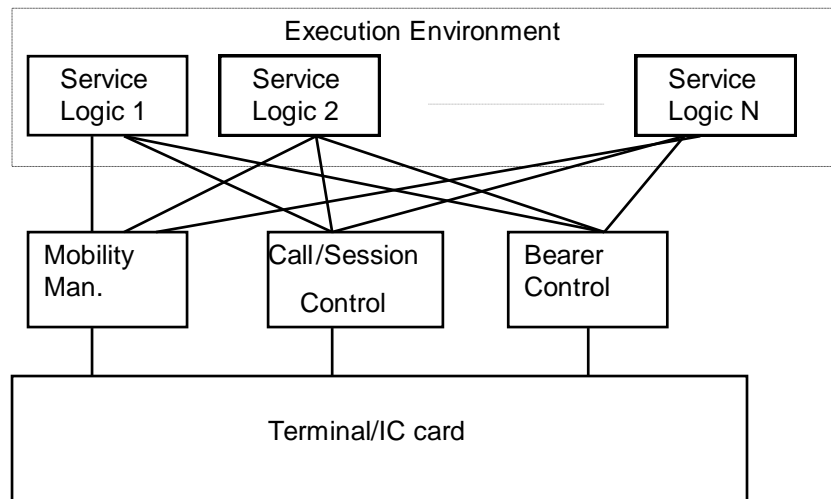 Execution Environment
Service
Logic 1
Service
Logic 2
Service
Logic N
Mobility
Man.
Call/Session
Control
Bearer
Control
Terminal/IC card